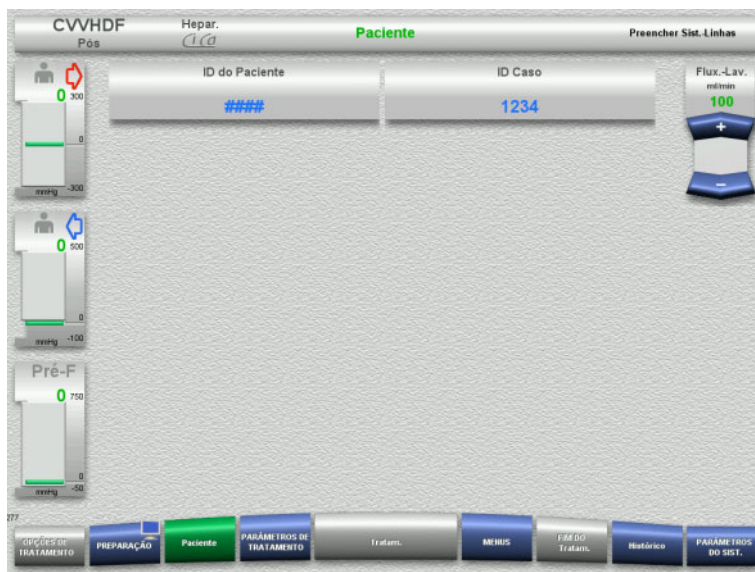 CVVHDF
Pós
Hepar.
Ci Ca
Paciente
Preencher Sist.-Linhas
ID do Paciente
####
ID Caso
1234
Flux.-Lav.
ml/min
100
+
−
0
300
0
mmHg
-300
0
500
0
mmHg
-100
Pré-F
0
750
0
mmHg
-50
OPÇÕES DE
TRATAMENTO
PREPARAÇÃO
Paciente
PARÂMETROS DE
TRATAMENTO
Tratam.
MENUS
FIM DO
Tratam.
Histórico
PARÂMETROS
DO SIST.